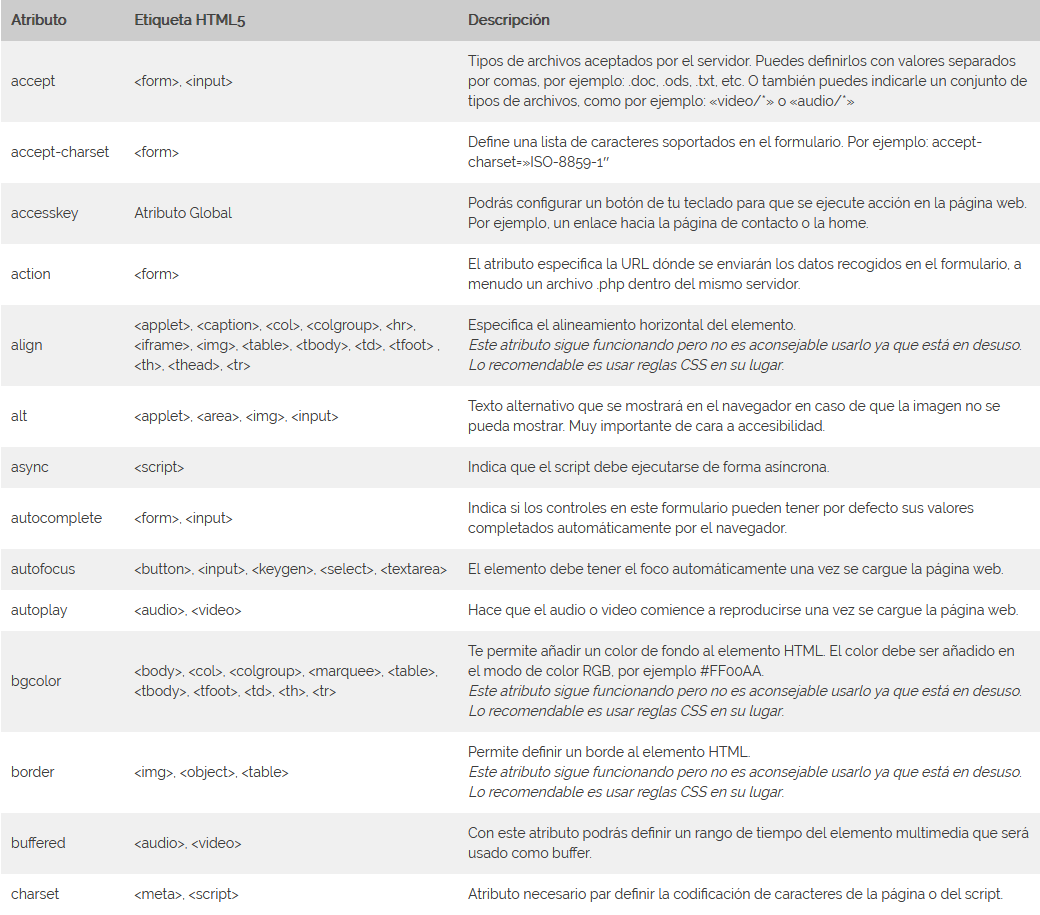 Atributo Etiqueta HTML5 Descripción
Tipos de archivos aceptados por el servidor. Puedes definirlos con valores separados
accept <form>, <input> por comas, por ejemplo: .doc, .ods, .txt, etc. O también puedes indicarle un conjunto de
tipos de archivos, como por ejemplo: «video/*» o «audio/*»
accept-charset <form> Define una lista de caracteres soportados en el formulario. Por ejemplo: accept-
charset=»ISO-8859-1″
accesskey Atributo Global Podrás configurar un botón de tu teclado para que se ejecute acción en la página web.
Por ejemplo, un enlace hacia la página de contacto o la home.
action <form> El atributo especifica la URL dónde se enviarán los datos recogidos en el formulario, a
menudo un archivo .php dentro del mismo servidor.
<applet>, <caption>, <col>, <colgroup>, <hr>, Especifica el alineamiento horizontal del elemento.
align <iframe>, <img>, <table>, <tbody>, <td>, <tfoot> , Este atributo sigue funcionando pero no es aconsejable usarlo ya que está en desuso.
<th>, <thead>, <tr> Lo recomendable es usar reglas CSS en su lugar.
alt <applet>, <area>, <img>, <input> Texto alternativo que se mostrará en el navegador en caso de que la imagen no se
pueda mostrar. Muy importante de cara a accesibilidad.
async <script> Indica que el script debe ejecutarse de forma asíncrona.
autocomplete <form>, <input> Indica si los controles en este formulario pueden tener por defecto sus valores
completados automáticamente por el navegador.
autofocus <button>, <input>, <keygen>, <select>, <textarea> El elemento debe tener el foco automáticamente una vez se cargue la página web.
autoplay <audio>, <video> Hace que el audio o video comience a reproducirse una vez se cargue la página web.
Te permite añadir un color de fondo al elemento HTML. El color debe ser añadido en
bgcolor <body>, <col>, <colgroup>, <marquee>, <table>, el modo de color RGB, por ejemplo #FF00AA.
<tbody>, <tfoot>, <td>, <th>, <tr> Este atributo sigue funcionando pero no es aconsejable usarlo ya que está en desuso.
Lo recomendable es usar reglas CSS en su lugar.
Permite definir un borde al elemento HTML.
border <img>, <object>, <table> Este atributo sigue funcionando pero no es aconsejable usarlo ya que está en desuso.
Lo recomendable es usar reglas CSS en su lugar.
buffered <audio>, <video> Con este atributo podrás definir un rango de tiempo del elemento multimedia que será
usado como buffer.
charset <meta>, <script> Atributo necesario par definir la codificación de caracteres de la página o del script.